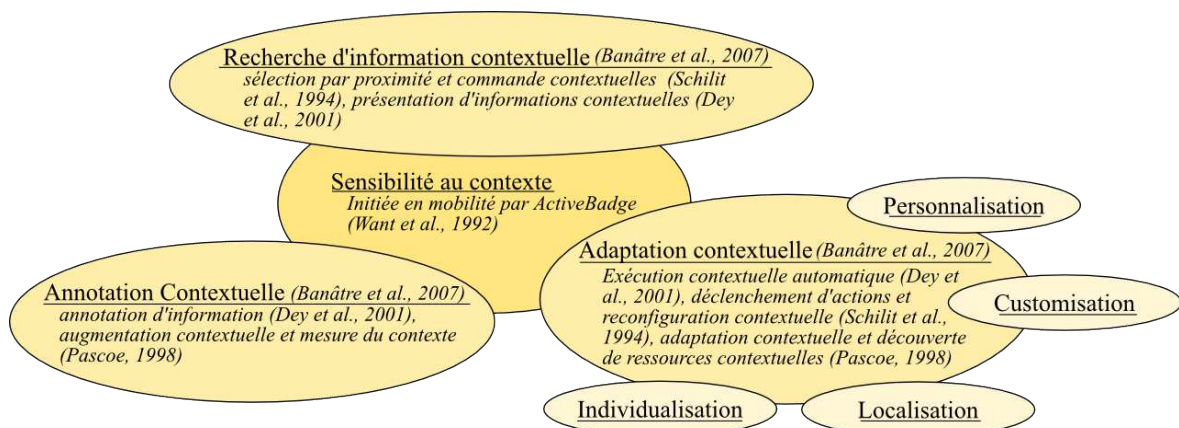 Recherche d'information contextuelle (Banâtre et al., 2007)
sélection par proximité et commande contextuelles (Schilit
et al., 1994), présentation d'informations contextuelles (Dey
et al., 2001)
Sensibilité au contexte
Initiée en mobilité par ActiveBadge
(Want et al., 1992)
Personnalisation
Adaptation contextuelle (Banâtre et al., 2007)
Exécution contextuelle automatique (Dey et
al., 2001), déclenchement d'actions et
reconfiguration contextuelle (Schilit et al.,
1994), adaptation contextuelle et découverte
de ressources contextuelles (Pascoe, 1998)
Annotation Contextuelle (Banâtre et al., 2007)
annotation d'information (Dey et al., 2001),
augmentation contextuelle et mesure du contexte
(Pascoe, 1998)
Customisation
Individualisation
Localisation